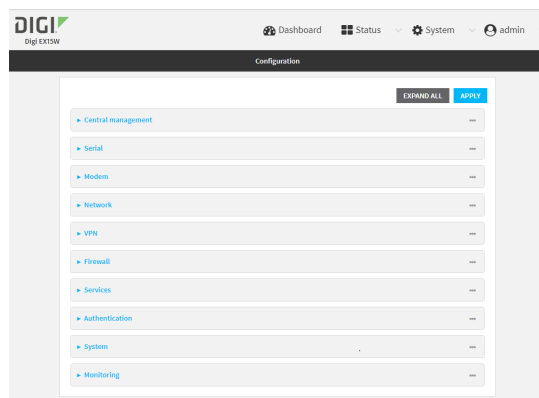 DIGI
Digi EX15W
Dashboard Status System admin
Configuration
EXPAND ALL APPLY
Central management
Serial
Modem
Network
VPN
Firewall
Services
Authentication
System
Monitoring